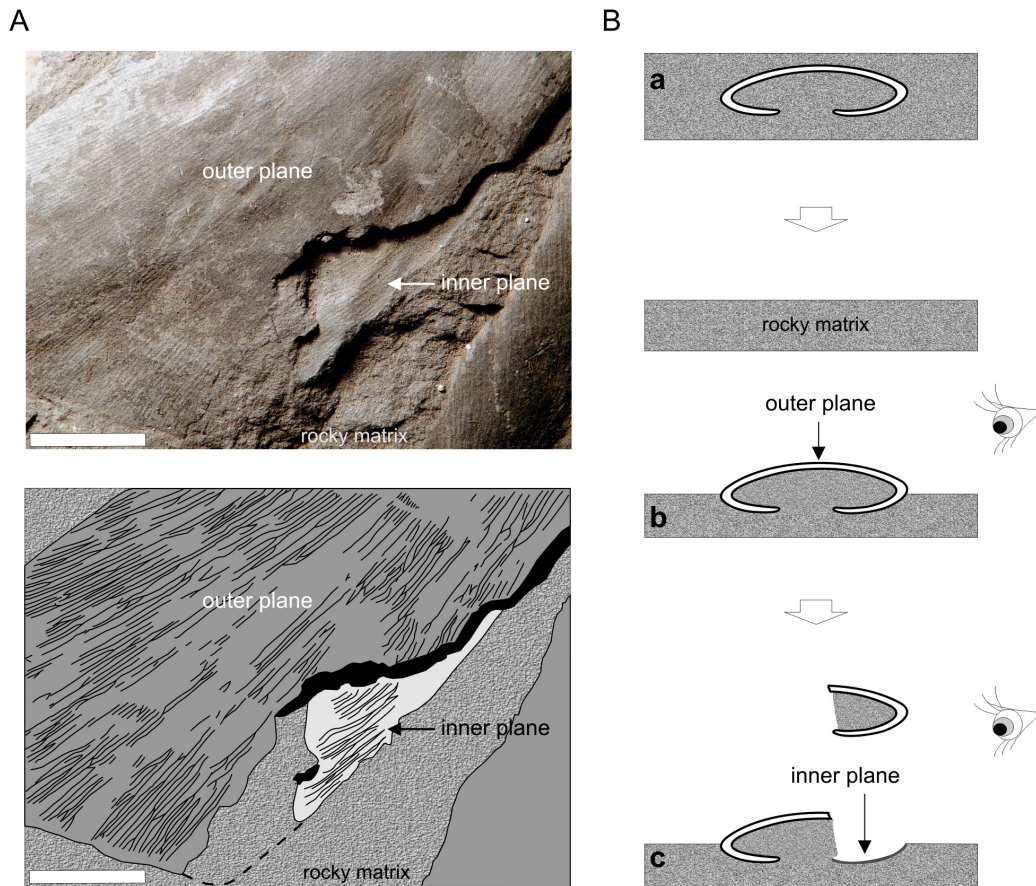 A
outer plane
inner plane
rocky matrix
outer plane
inner plane
rocky matrix
B
a
rocky matrix
outer plane
b
inner plane
c